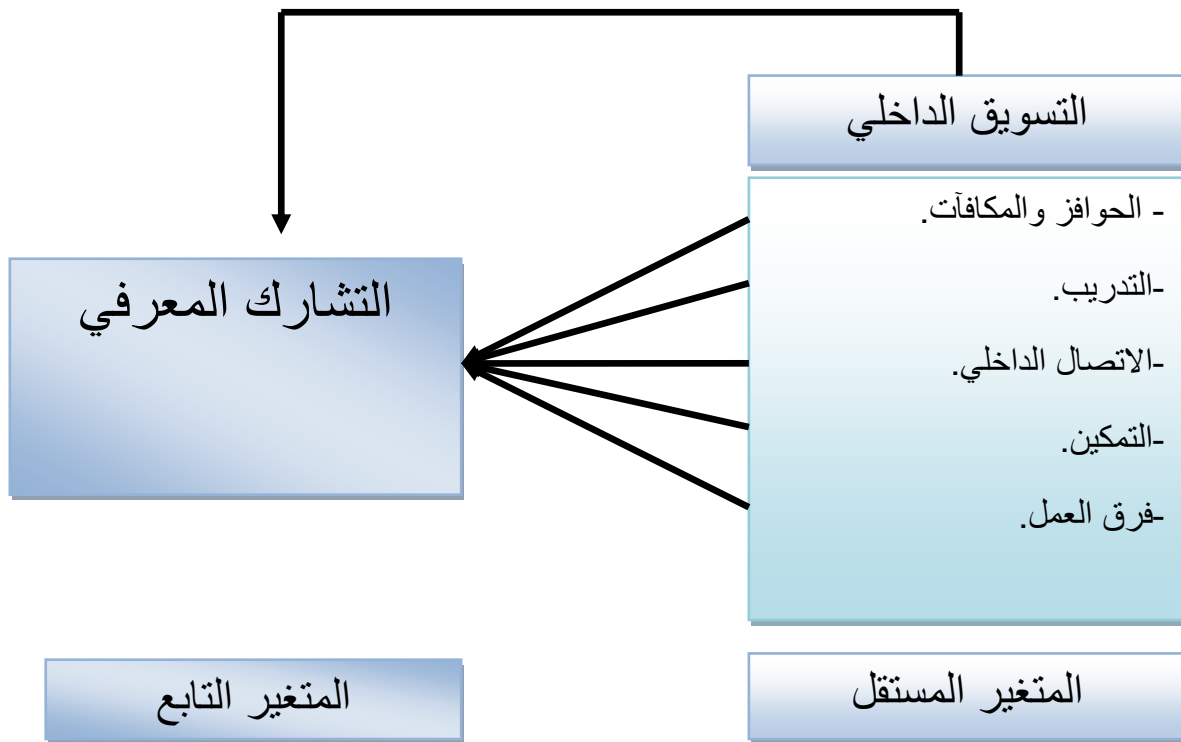 التسويق الداخلي
- الحوافز والمكافآت.
-التدريب.
-الاتصال الداخلي.
-التمكين.
-فرق العمل.
التشارك المعرفي
المتغير المستقل
المتغير التابع